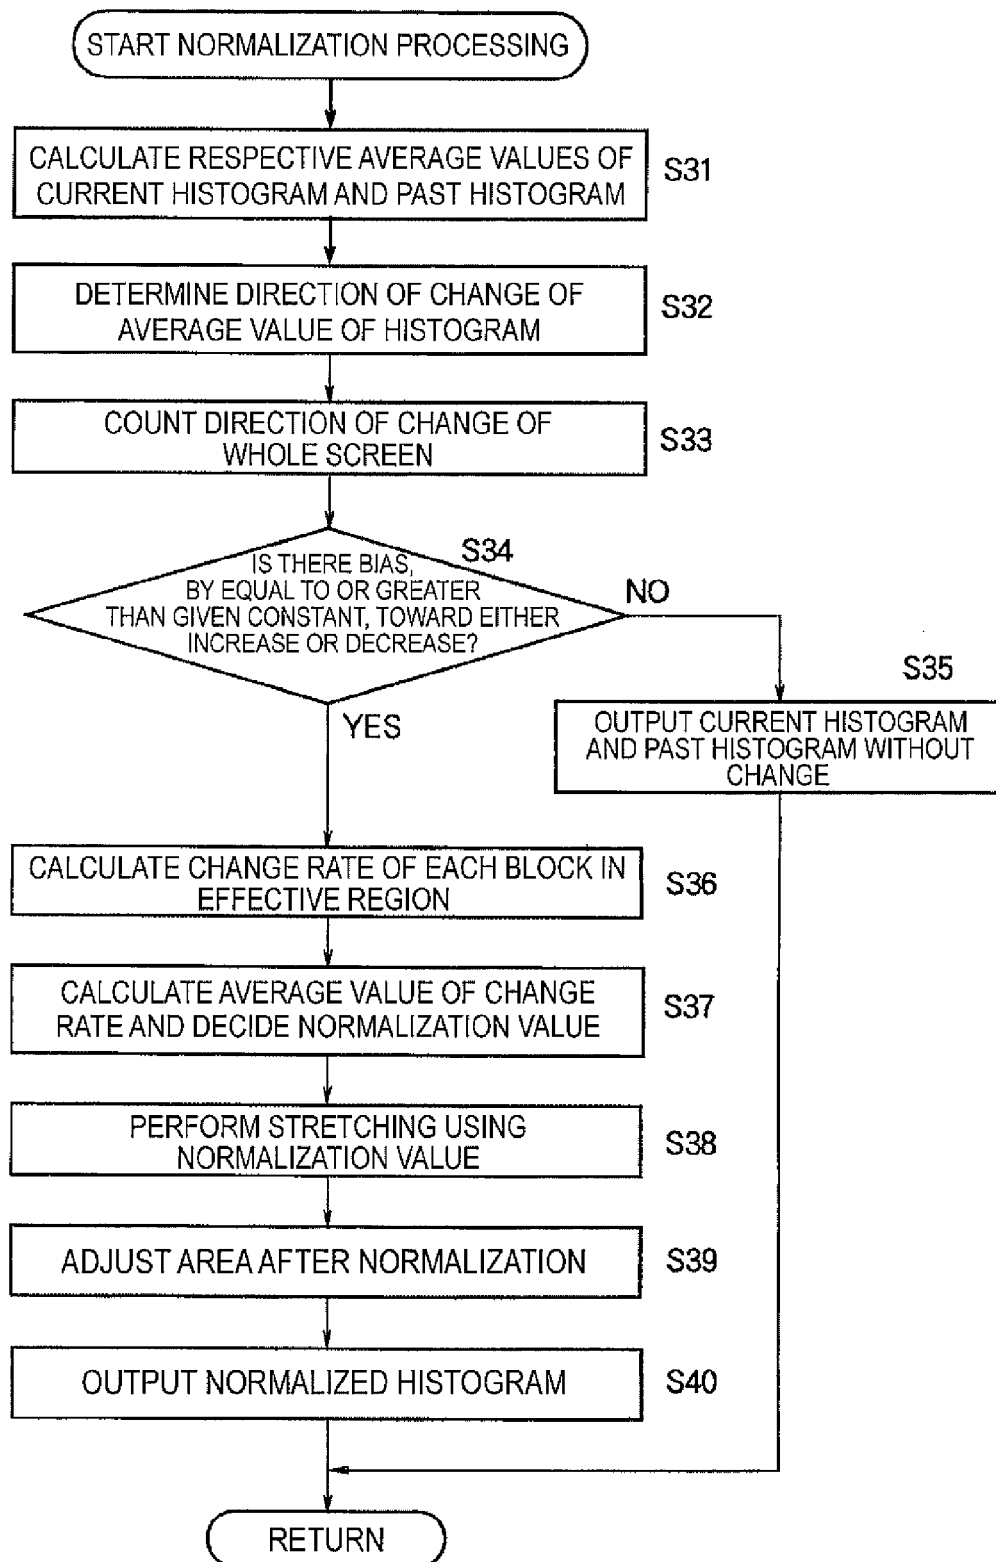 START NORMALIZATION PROCESSING
CALCULATE RESPECTIVE AVERAGE VALUES OF
CURRENT HISTOGRAM AND PAST HISTOGRAM
S31
DETERMINE DIRECTION OF CHANGE OF
AVERAGE VALUE OF HISTOGRAM
S32
COUNT DIRECTION OF CHANGE OF
WHOLE SCREEN
S33
S34
IS THERE BIAS,
BY EQUAL TO OR GREATER
THAN GIVEN CONSTANT, TOWARD EITHER
INCREASE OR DECREASE?
NO
YES
S35
OUTPUT CURRENT HISTOGRAM
AND PAST HISTOGRAM WITHOUT
CHANGE
CALCULATE CHANGE RATE OF EACH BLOCK IN
EFFECTIVE REGION
S36
CALCULATE AVERAGE VALUE OF CHANGE
RATE AND DECIDE NORMALIZATION VALUE
S37
PERFORM STRETCHING USING
NORMALIZATION VALUE
S38
ADJUST AREA AFTER NORMALIZATION
S39
OUTPUT NORMALIZED HISTOGRAM
S40
RETURN